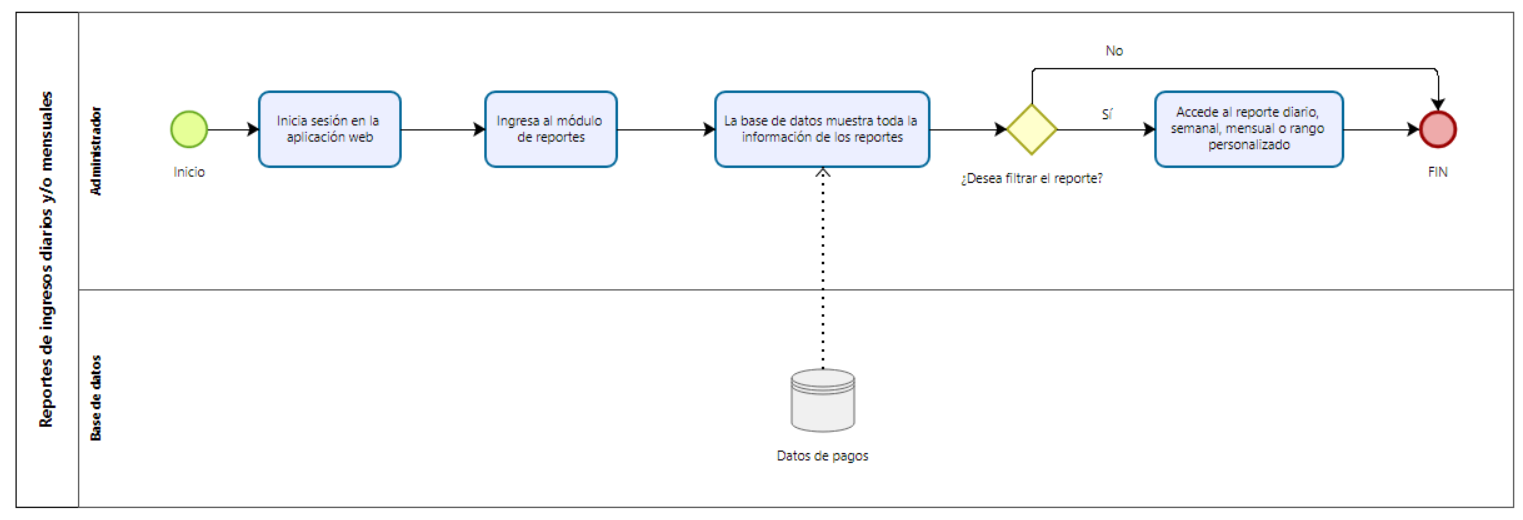 Reportes de ingresos diarios y/o mensuales
Administrador
Inicio
Inicia sesión en la
aplicación web
Ingresa al módulo
de reportes
La base de datos muestra toda la
información de los reportes
¿Desea filtrar el reporte?
No
Sí
Accede al reporte diario,
semanal, mensual o rango
personalizado
FIN
Base de datos
Datos de pagos